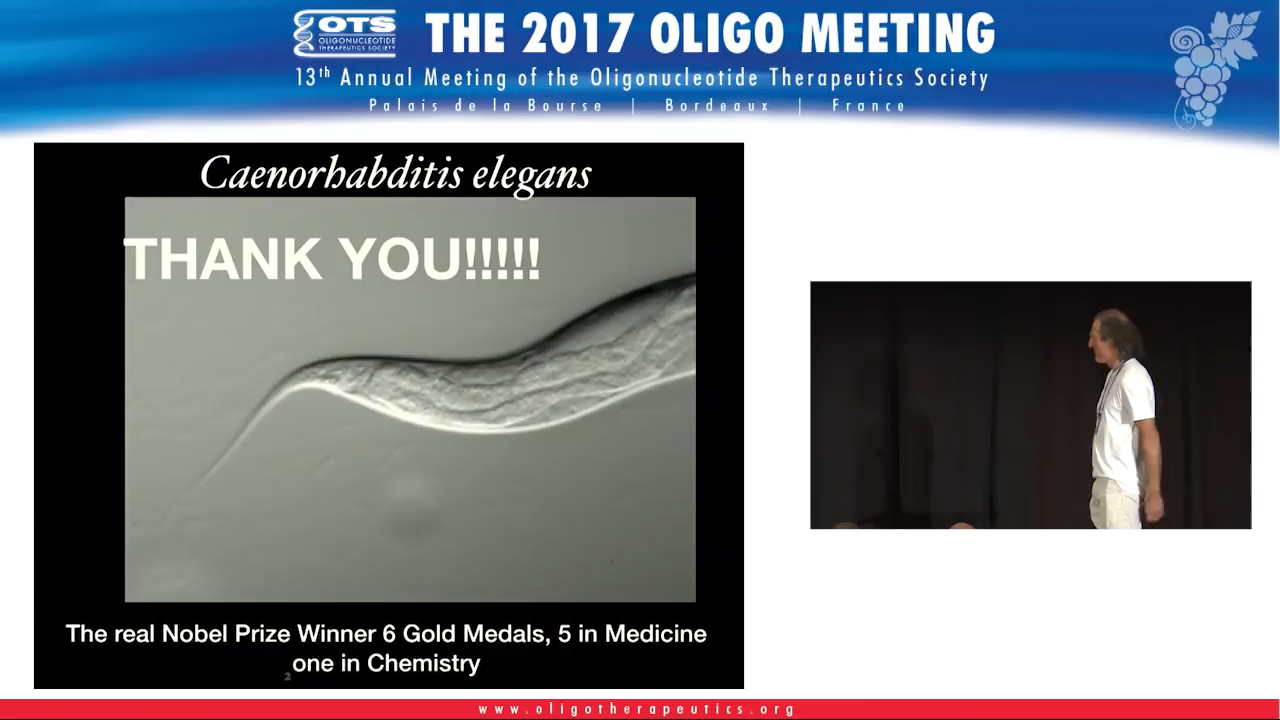 OTS
OLIGONUCLEOTIDE
THERAPEUTICS SOCIETY
THE 2017 OLIGO MEETING
13th Annual Meeting of the Oligonucleotide Therapeutics Society
Palais de la Bourse | Bordeaux | France
Caenorhabditis elegans
THANK YOU!!!!!
The real Nobel Prize Winner 6 Gold Medals, 5 in Medicine
one in Chemistry
2
www.oligotherapeutics.org